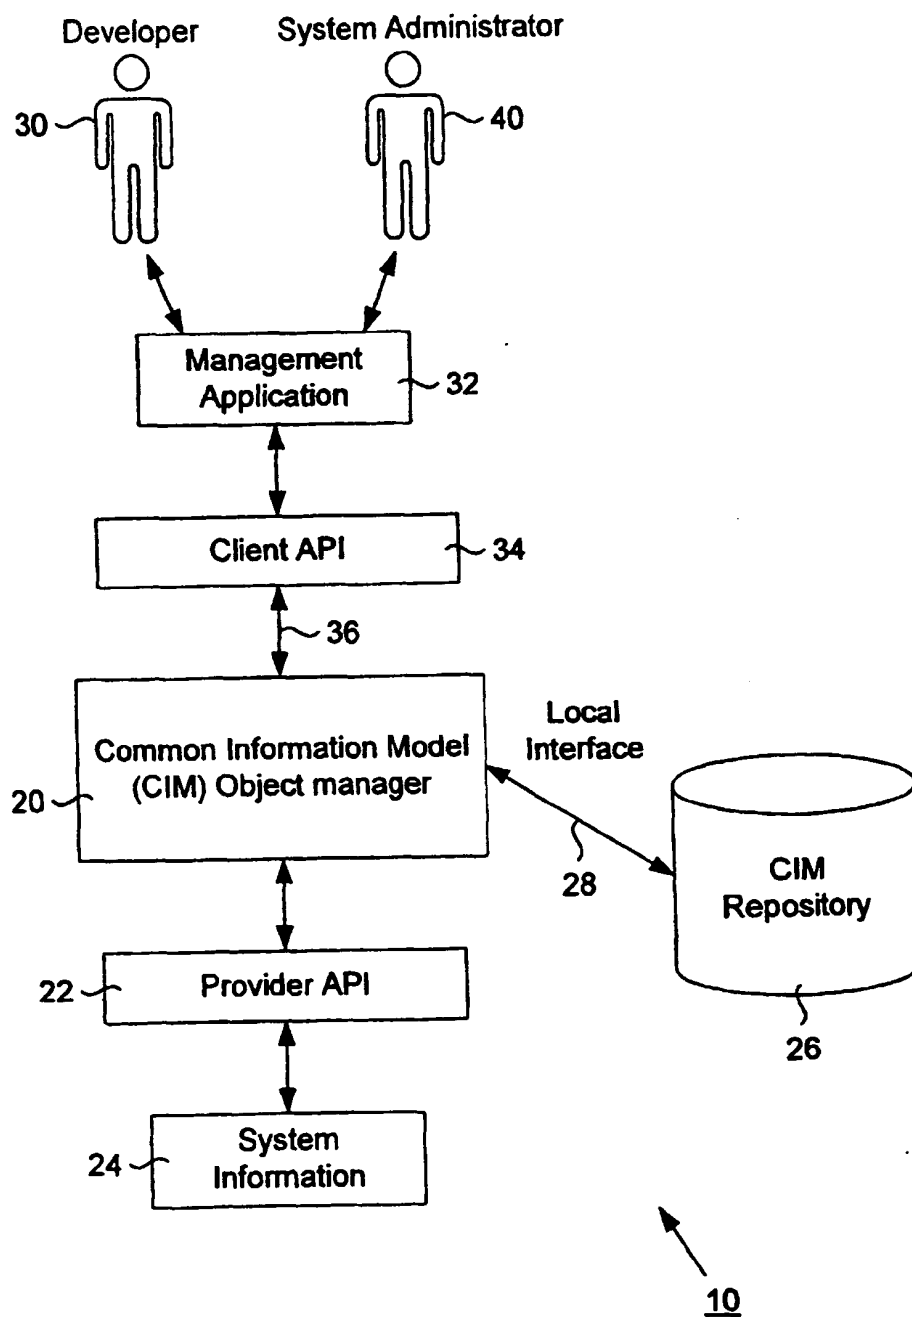 Developer
System Administrator
30
40
Management
Application
32
Client API
34
36
Common Information Model
(CIM) Object manager
20
Local
Interface
28
CIM
Repository
26
Provider API
22
System
Information
24
10